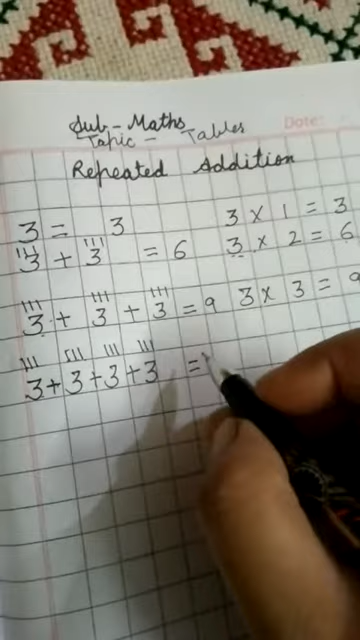 Sub - Maths
Topic - Tables
Date:
Repeated Addition
3 = 3 3 × 1 = 3
3 + 3 = 6 3 × 2 = 6
3 + 3 + 3 = 9 3 × 3 = 9
3+3+3+3 =